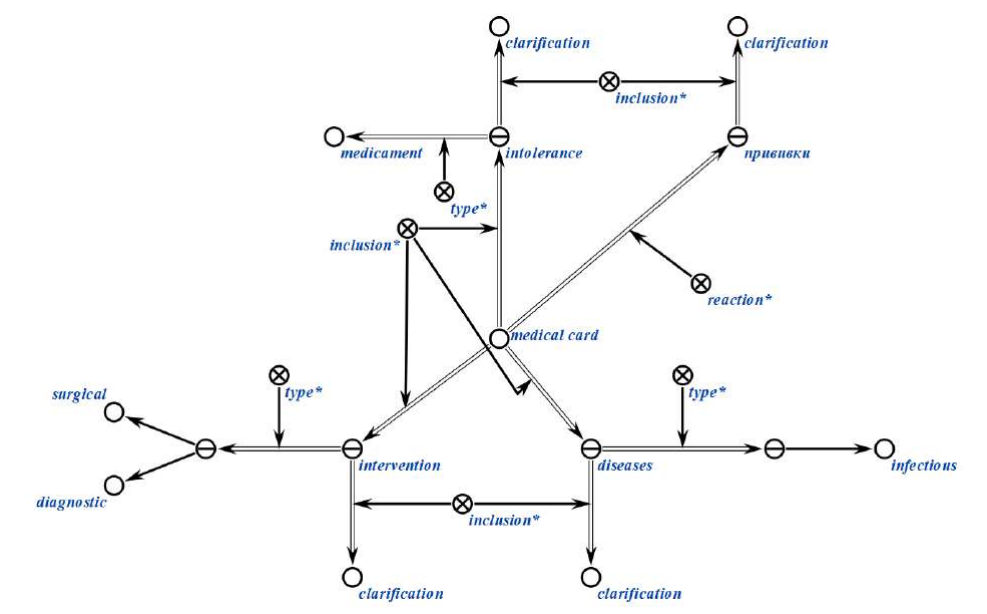 clarification
clarification
inclusion*
medicament
intolerance
прививки
type*
inclusion*
reaction*
medical card
surgical
type*
type*
intervention
diseases
infectious
diagnostic
inclusion*
clarification
clarification